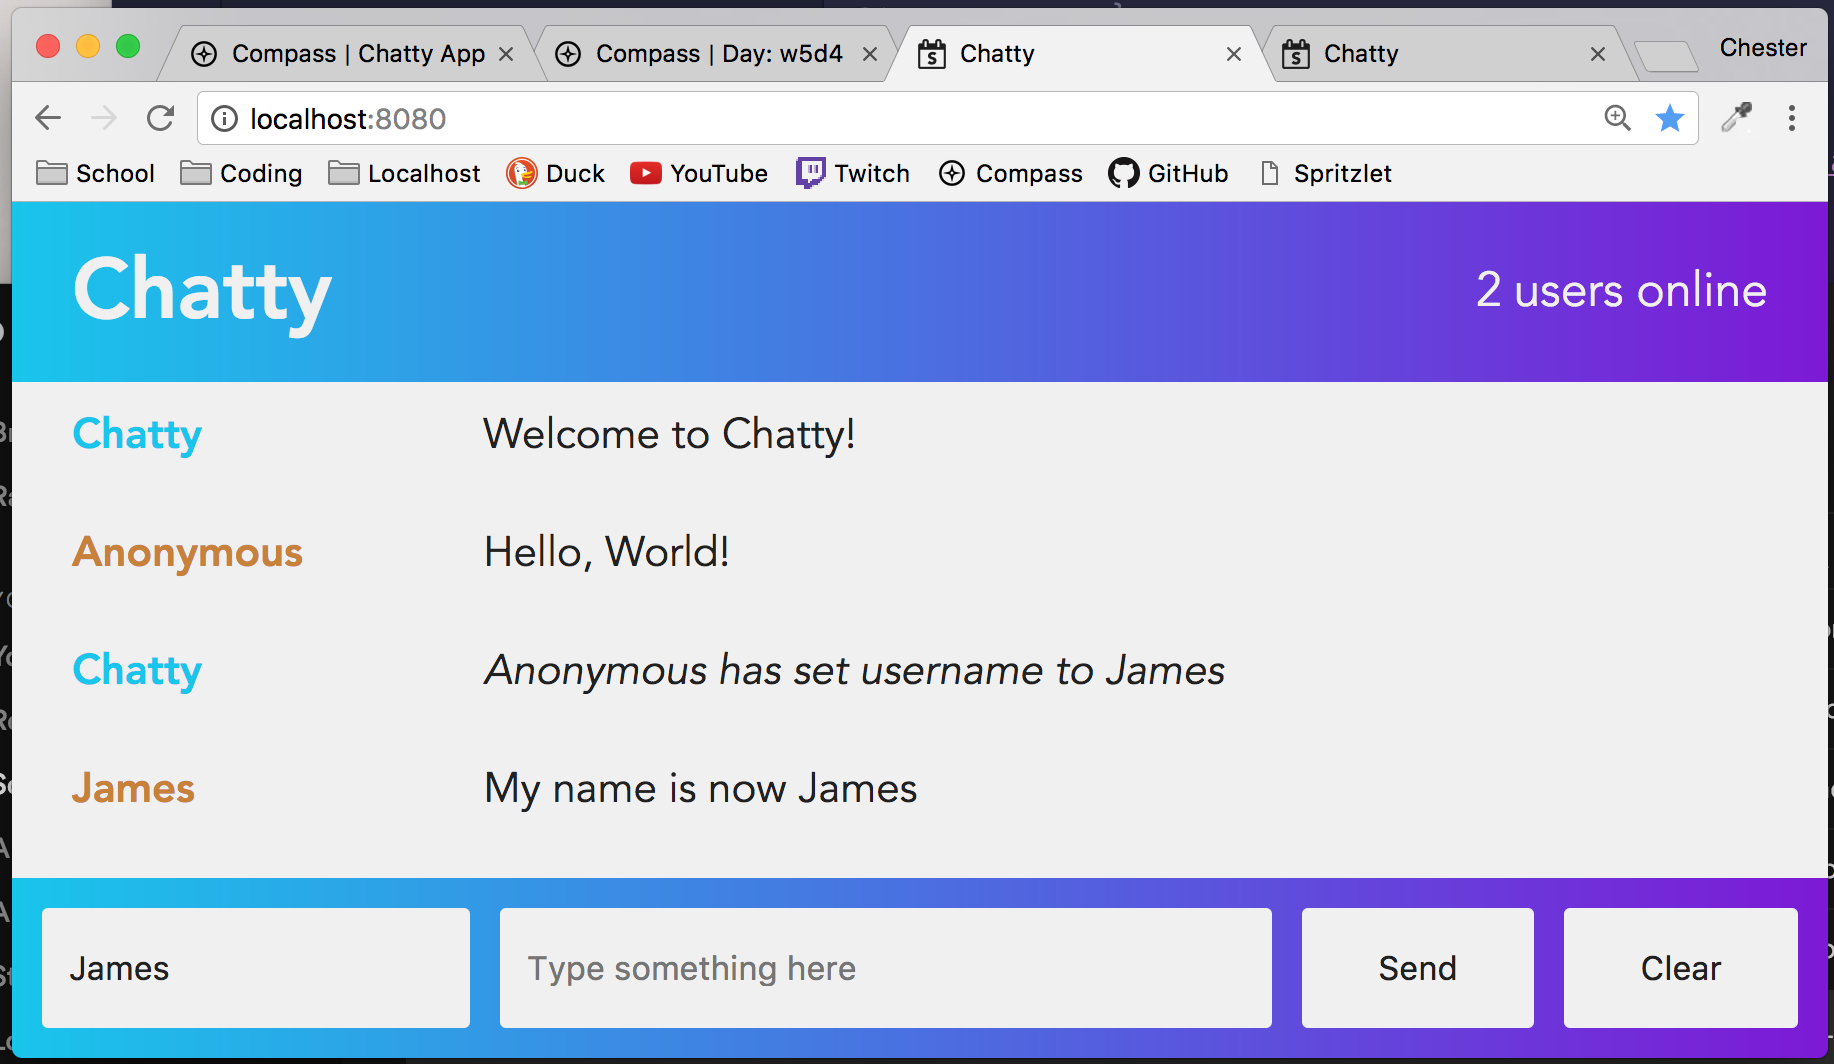 Compass | Chatty App
Compass | Day: w5d4
Chatty
Chatty
Chester
localhost:8080
School
Coding
Localhost
Duck
YouTube
Twitch
Compass
GitHub
Spritzlet
Chatty
2 users online
Chatty Welcome to Chatty!
Anonymous Hello, World!
Chatty Anonymous has set username to James
James My name is now James
James
Type something here
Send
Clear